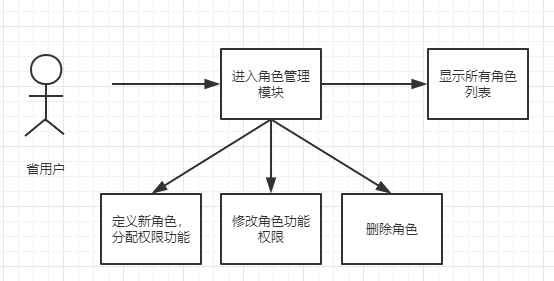 进入角色管理
模块
显示所有角色
列表
省用户
定义新角色，
分配权限功能
修改角色功能
权限
删除角色